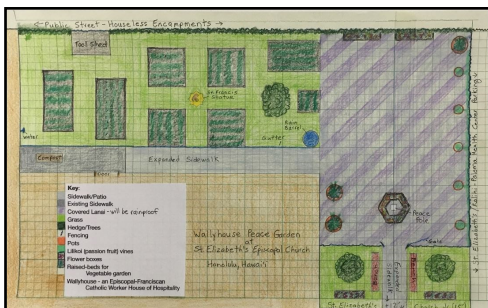 ← Public Street - Houseless Encampments →
Tool Shed
St. Francis
Statue
Rain
Barrel
Gutter
Water
Compost
Expanded Sidewalk
Peace
Pole
Gate
Key:
Sidewalk/Patio
Existing Sidewalk
Covered Lanai - will be rainproof
Grass
Hedge/Trees
Fencing
Pots
Lilikoi (passion fruit) vines
Flower boxes
Raised-beds for
Vegetable garden
Wallyhouse - an Episcopal-Franciscan
Catholic Worker House of Hospitality
Wallyhouse Peace Garden
at
St. Elizabeth's Episcopal Church
Honolulu, Hawai'i
St. Elizabeth's